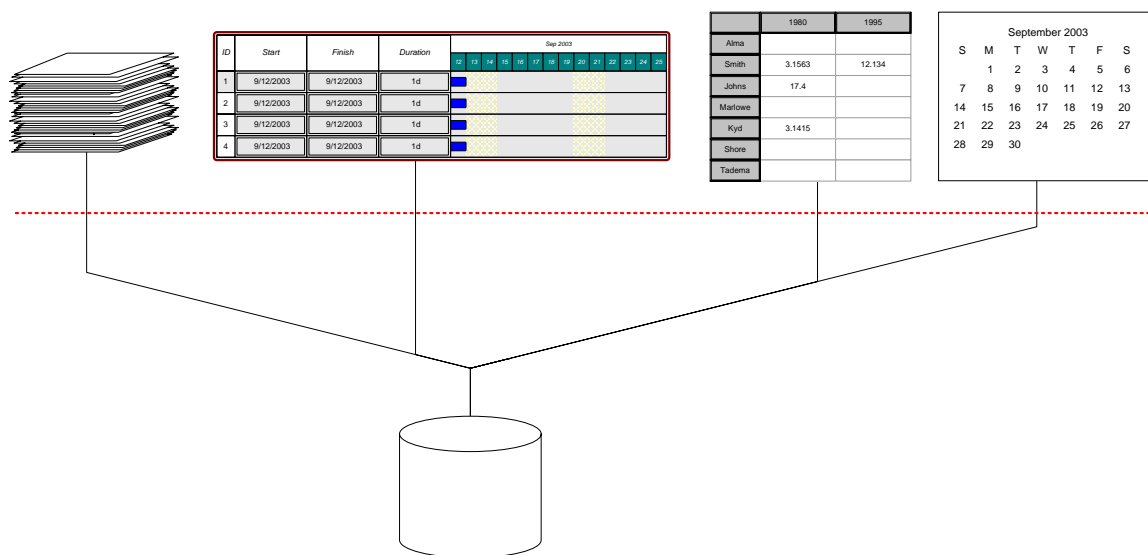 ID Start Finish Duration Sep 2003
12 13 14 15 16 17 18 19 20 21 22 23 24 25
1 9/12/2003 9/12/2003 1d
2 9/12/2003 9/12/2003 1d
3 9/12/2003 9/12/2003 1d
4 9/12/2003 9/12/2003 1d
1980 1995
Alma
Smith 3.1563 12.134
Johns 17.4
Marlowe
Kyd 3.1415
Shore
Tadema
September 2003
S M T W T F S
1 2 3 4 5 6
7 8 9 10 11 12 13
14 15 16 17 18 19 20
21 22 23 24 25 26 27
28 29 30